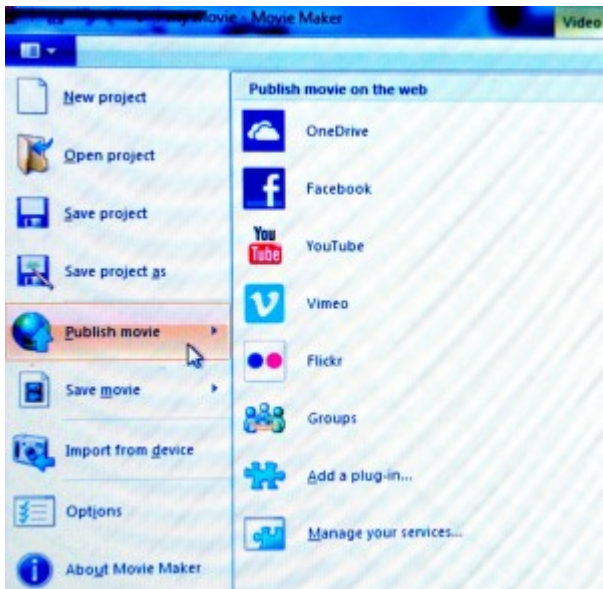 My Movie - Movie Maker
Video
New project
Open project
Save project
Save project as
Publish movie
Save movie
Import from device
Options
About Movie Maker
Publish movie on the web
OneDrive
f
Facebook
You
Tube
YouTube
V
Vimeo
Flickr
Groups
Add a plug-in...
Manage your services...